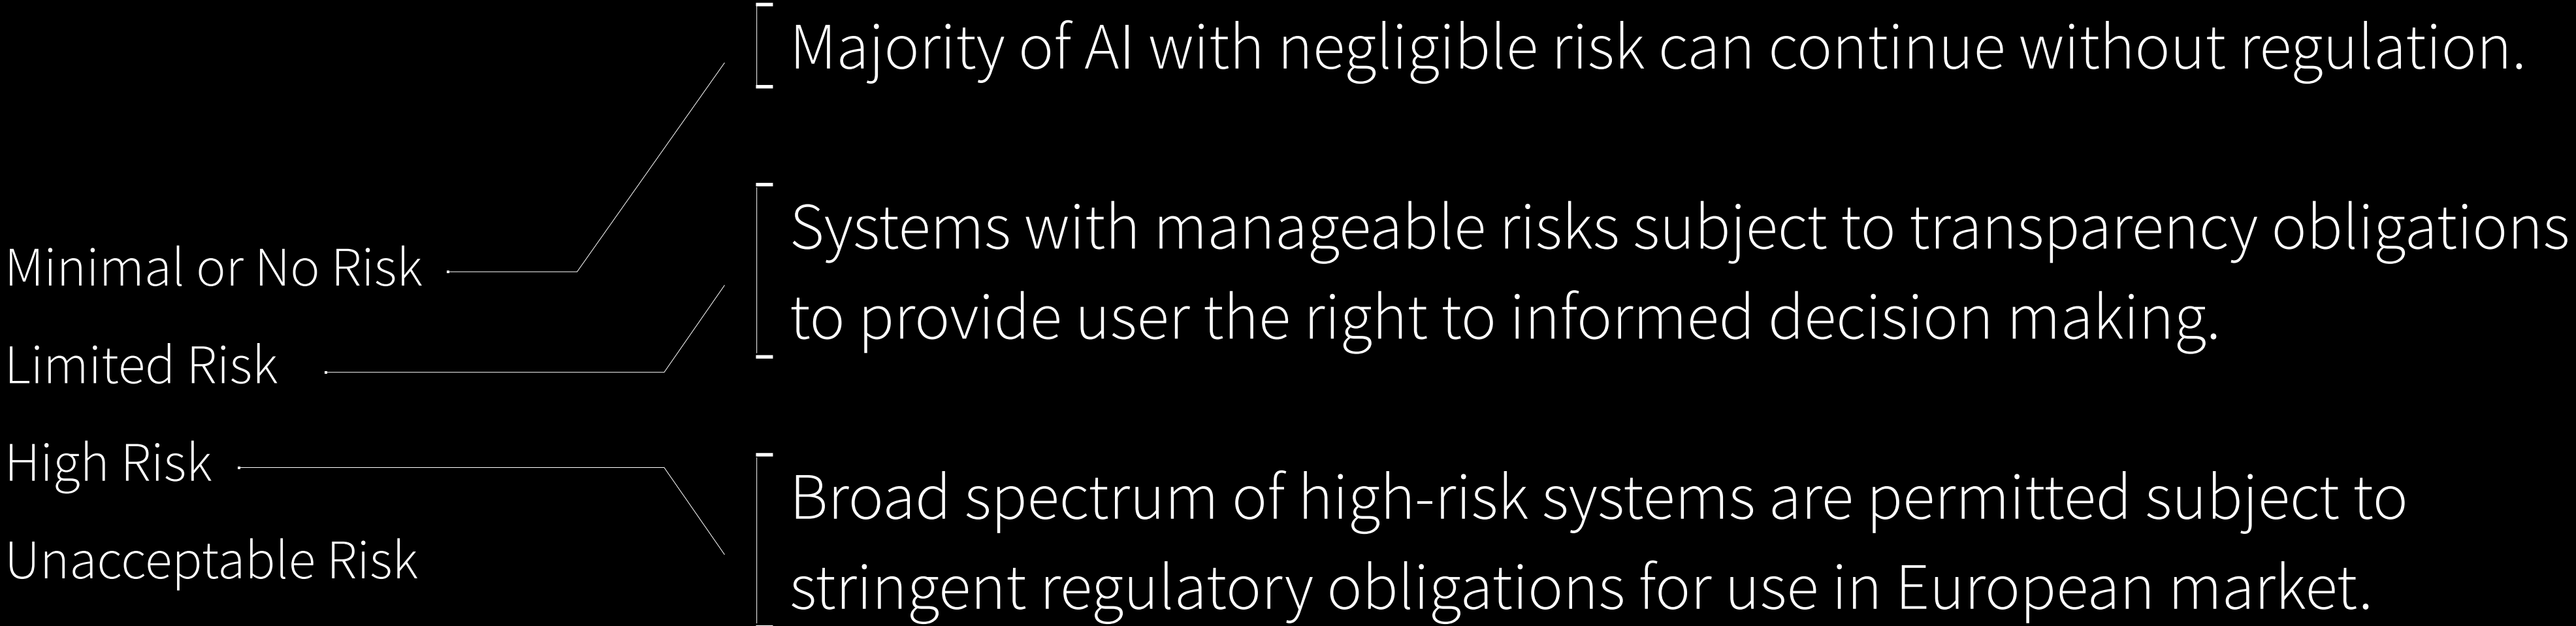 Majority of AI with negligible risk can continue without regulation.
Systems with manageable risks subject to transparency obligations
to provide user the right to informed decision making.
Minimal or No Risk
Limited Risk
High Risk
Unacceptable Risk
Broad spectrum of high-risk systems are permitted subject to
stringent regulatory obligations for use in European market.